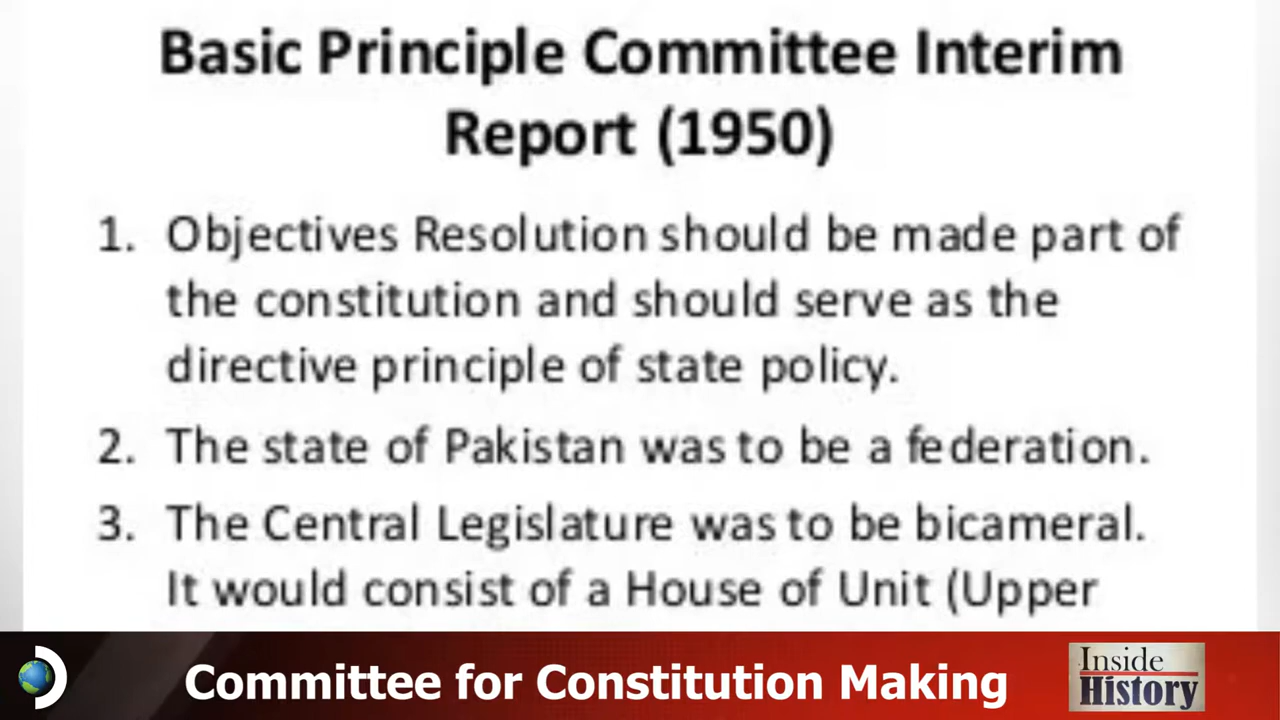 Basic Principle Committee Interim
Report (1950)
1. Objectives Resolution should be made part of
the constitution and should serve as the
directive principle of state policy.
2. The state of Pakistan was to be a federation.
3. The Central Legislature was to be bicameral.
It would consist of a House of Unit (Upper
Committee for Constitution Making
Inside
History